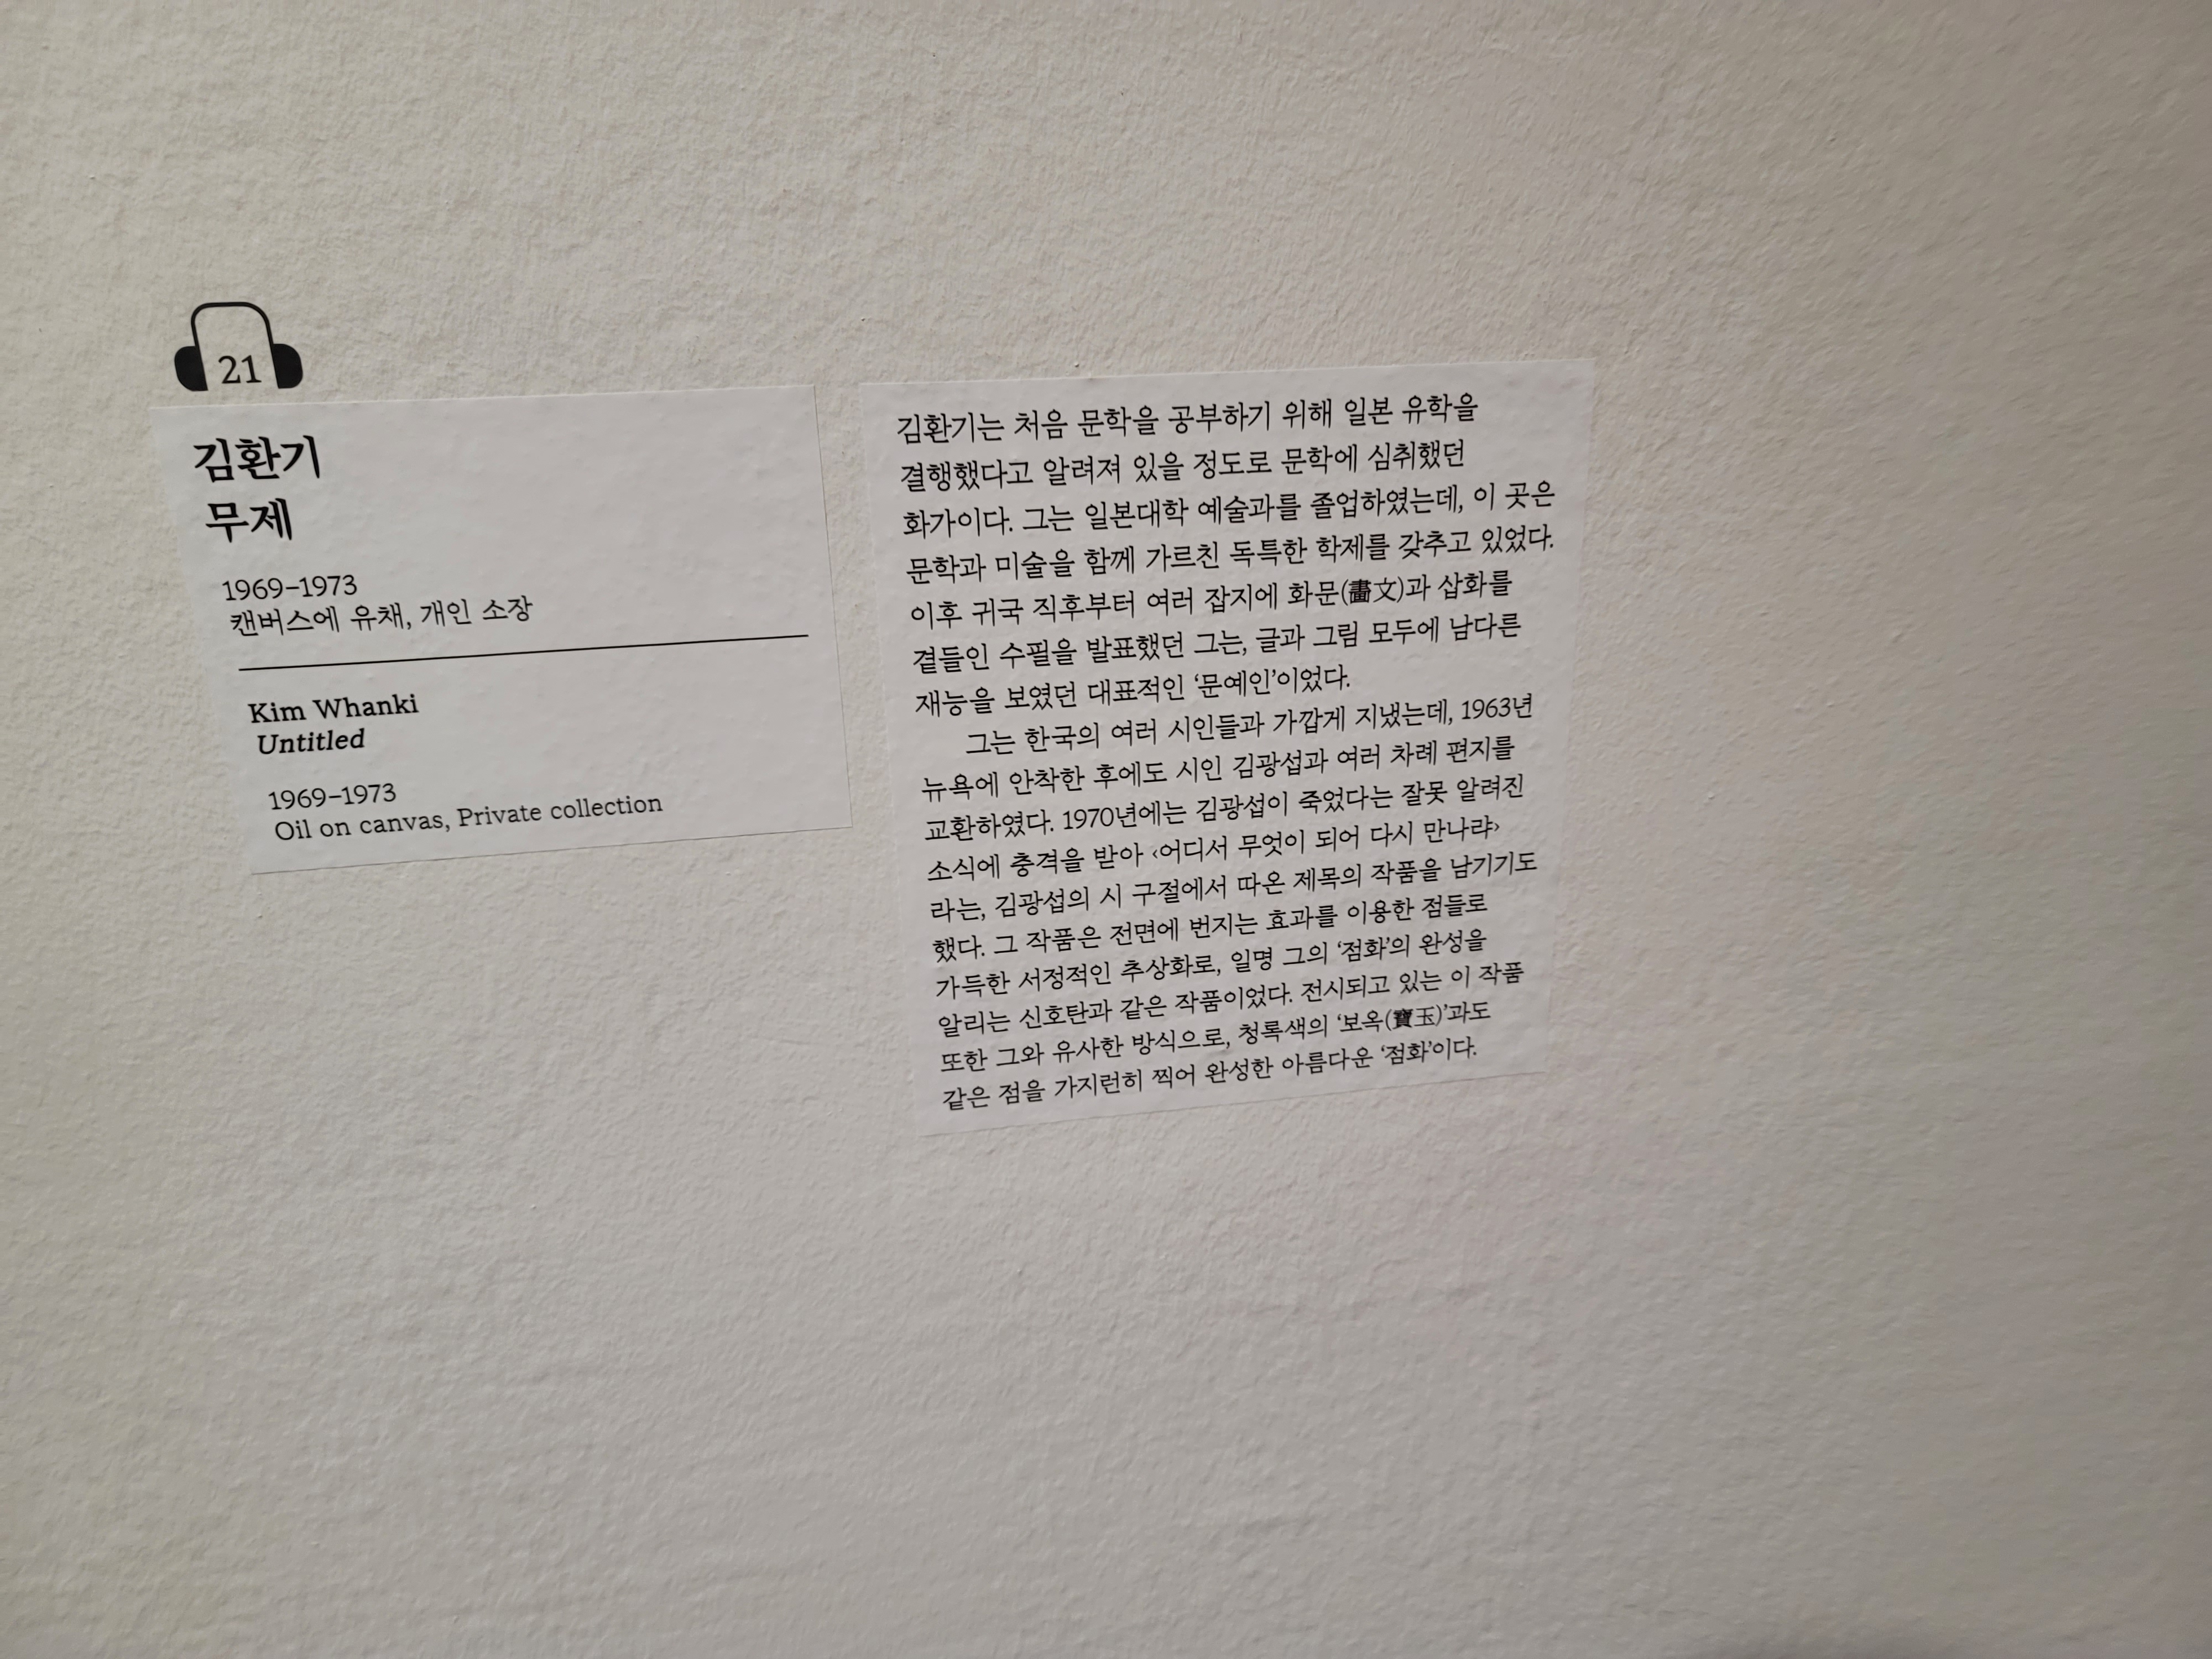 21
김환기
무제
1969–1973
캔버스에 유채, 개인 소장
Kim Whanki
Untitled
1969–1973
Oil on canvas, Private collection
김환기는 처음 문학을 공부하기 위해 일본 유학을
결행했다고 알려져 있을 정도로 문학에 심취했던
화가이다. 그는 일본대학 예술과를 졸업하였는데, 이 곳은
문학과 미술을 함께 가르친 독특한 학제를 갖추고 있었다.
이후 귀국 직후부터 여러 잡지에 화문(畵文)과 삽화를
곁들인 수필을 발표했던 그는, 글과 그림 모두에 남다른
재능을 보였던 대표적인 ‘문예인’이었다.
그는 한국의 여러 시인들과 가깝게 지냈는데, 1963년
뉴욕에 안착한 후에도 시인 김광섭과 여러 차례 편지를
교환하였다. 1970년에는 김광섭이 죽었다는 잘못 알려진
소식에 충격을 받아 ‹어디서 무엇이 되어 다시 만나랴›
라는, 김광섭의 시 구절에서 따온 제목의 작품을 남기기도
했다. 그 작품은 전면에 번지는 효과를 이용한 점들로
가득한 서정적인 추상화로, 일명 그의 ‘점화’의 완성을
알리는 신호탄과 같은 작품이었다. 전시되고 있는 이 작품
또한 그와 유사한 방식으로, 청록색의 ‘보옥(寶玉)’과도
같은 점을 가지런히 찍어 완성한 아름다운 ‘점화’이다.